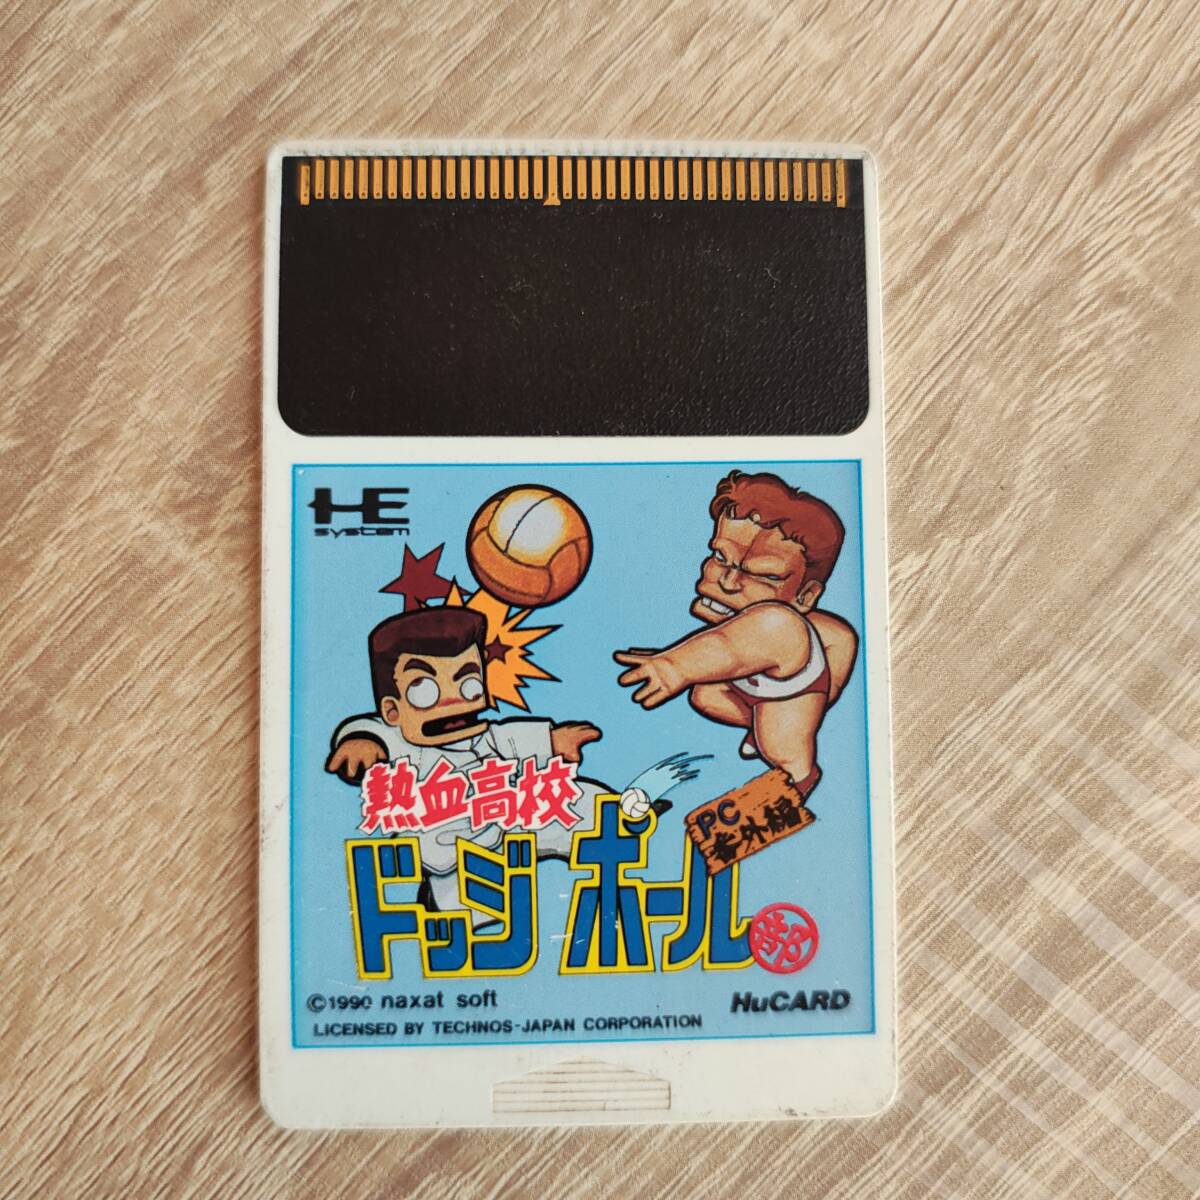 HE
system
熱血高校
ドッジボール
PC
番外編
©1990 naxat soft
HuCARD
LICENSED BY TECHNOS-JAPAN CORPORATION